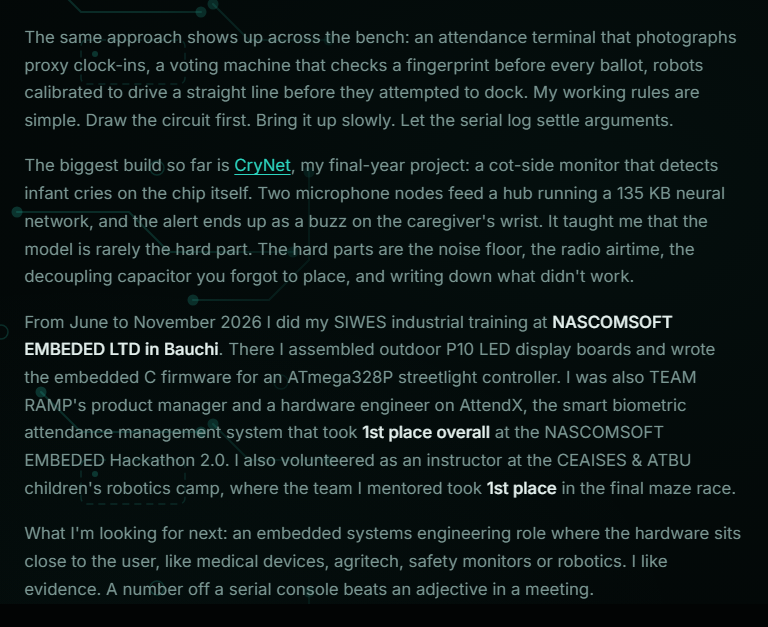 The same approach shows up across the bench: an attendance terminal that photographs
proxy clock-ins, a voting machine that checks a fingerprint before every ballot, robots
calibrated to drive a straight line before they attempted to dock. My working rules are
simple. Draw the circuit first. Bring it up slowly. Let the serial log settle arguments.
The biggest build so far is CryNet, my final-year project: a cot-side monitor that detects
infant cries on the chip itself. Two microphone nodes feed a hub running a 135 KB neural
network, and the alert ends up as a buzz on the caregiver's wrist. It taught me that the
model is rarely the hard part. The hard parts are the noise floor, the radio airtime, the
decoupling capacitor you forgot to place, and writing down what didn't work.
From June to November 2026 I did my SIWES industrial training at NASCOMSOFT
EMBEDED LTD in Bauchi. There I assembled outdoor P10 LED display boards and wrote
the embedded C firmware for an ATmega328P streetlight controller. I was also TEAM
RAMP's product manager and a hardware engineer on AttendX, the smart biometric
attendance management system that took 1st place overall at the NASCOMSOFT
EMBEDED Hackathon 2.0. I also volunteered as an instructor at the CEAISES & ATBU
children's robotics camp, where the team I mentored took 1st place in the final maze race.
What I'm looking for next: an embedded systems engineering role where the hardware sits
close to the user, like medical devices, agritech, safety monitors or robotics. I like
evidence. A number off a serial console beats an adjective in a meeting.